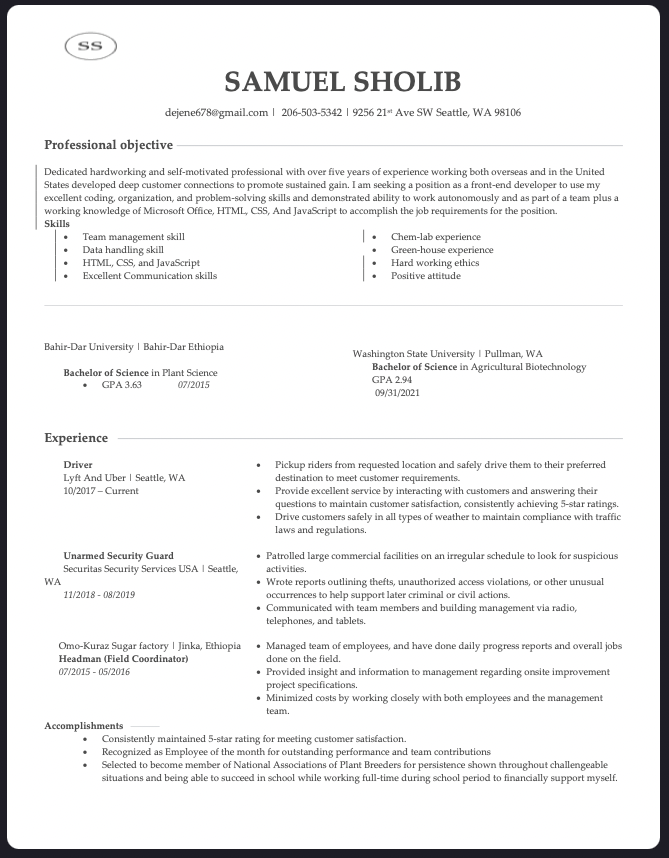 SS
SAMUEL SHOLIB
dejene678@gmail.com | 206-503-5342 | 9256 21st Ave SW Seattle, WA 98106
Professional objective
Dedicated hardworking and self-motivated professional with over five years of experience working both overseas and in the United
States developed deep customer connections to promote sustained gain. I am seeking a position as a front-end developer to use my
excellent coding, organization, and problem-solving skills and demonstrated ability to work autonomously and as part of a team plus a
working knowledge of Microsoft Office, HTML, CSS, And JavaScript to accomplish the job requirements for the position.
Skills
• Team management skill
• Data handling skill
• HTML, CSS, and JavaScript
• Excellent Communication skills
• Chem-lab experience
• Green-house experience
• Hard working ethics
• Positive attitude
Bahir-Dar University | Bahir-Dar Ethiopia
Bachelor of Science in Plant Science
• GPA 3.63 07/2015
Washington State University | Pullman, WA
Bachelor of Science in Agricultural Biotechnology
GPA 2.94
09/31/2021
Experience
Driver
Lyft And Uber | Seattle, WA
10/2017 – Current
• Pickup riders from requested location and safely drive them to their preferred
destination to meet customer requirements.
• Provide excellent service by interacting with customers and answering their
questions to maintain customer satisfaction, consistently achieving 5-star ratings.
• Drive customers safely in all types of weather to maintain compliance with traffic
laws and regulations.
Unarmed Security Guard
Securitas Security Services USA | Seattle,
WA
11/2018 - 08/2019
• Patrolled large commercial facilities on an irregular schedule to look for suspicious
activities.
• Wrote reports outlining thefts, unauthorized access violations, or other unusual
occurrences to help support later criminal or civil actions.
• Communicated with team members and building management via radio,
telephones, and tablets.
Omo-Kuraz Sugar factory | Jinka, Ethiopia
Headman (Field Coordinator)
07/2015 - 05/2016
• Managed team of employees, and have done daily progress reports and overall jobs
done on the field.
• Provided insight and information to management regarding onsite improvement
project specifications.
• Minimized costs by working closely with both employees and the management
team.
Accomplishments
• Consistently maintained 5-star rating for meeting customer satisfaction.
• Recognized as Employee of the month for outstanding performance and team contributions
• Selected to become member of National Associations of Plant Breeders for persistence shown throughout challengeable
situations and being able to succeed in school while working full-time during school period to financially support myself.